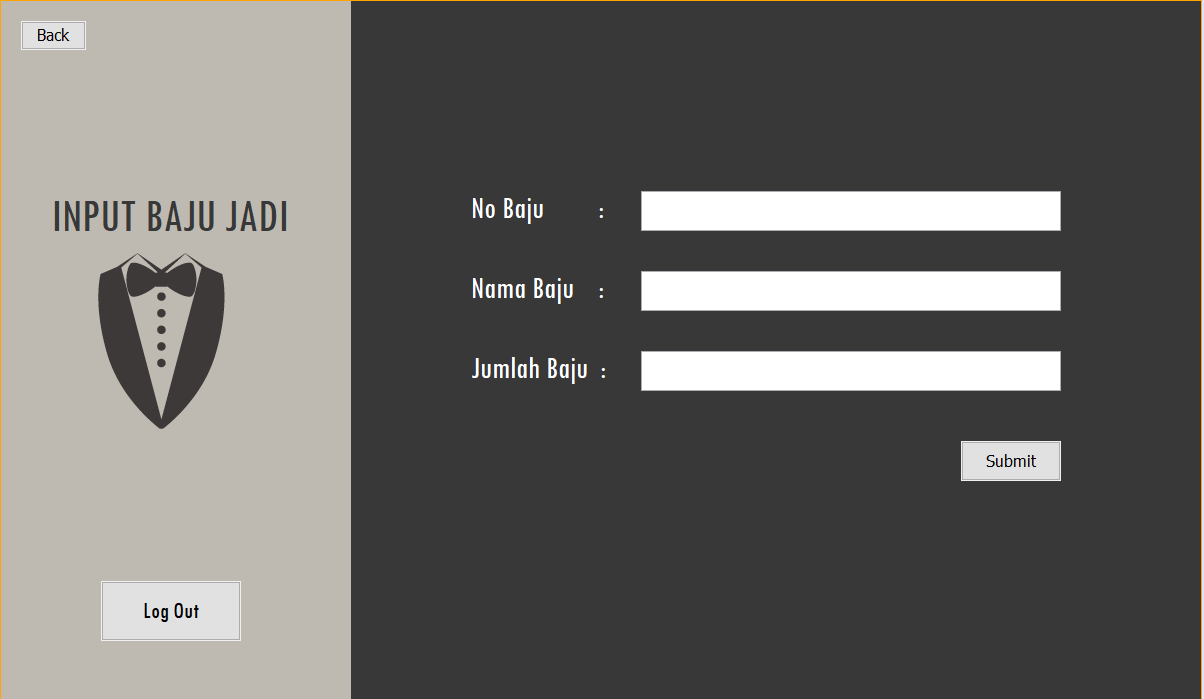 Back
INPUT BAJU JADI
No Baju :
Nama Baju :
Jumlah Baju :
Submit
Log Out